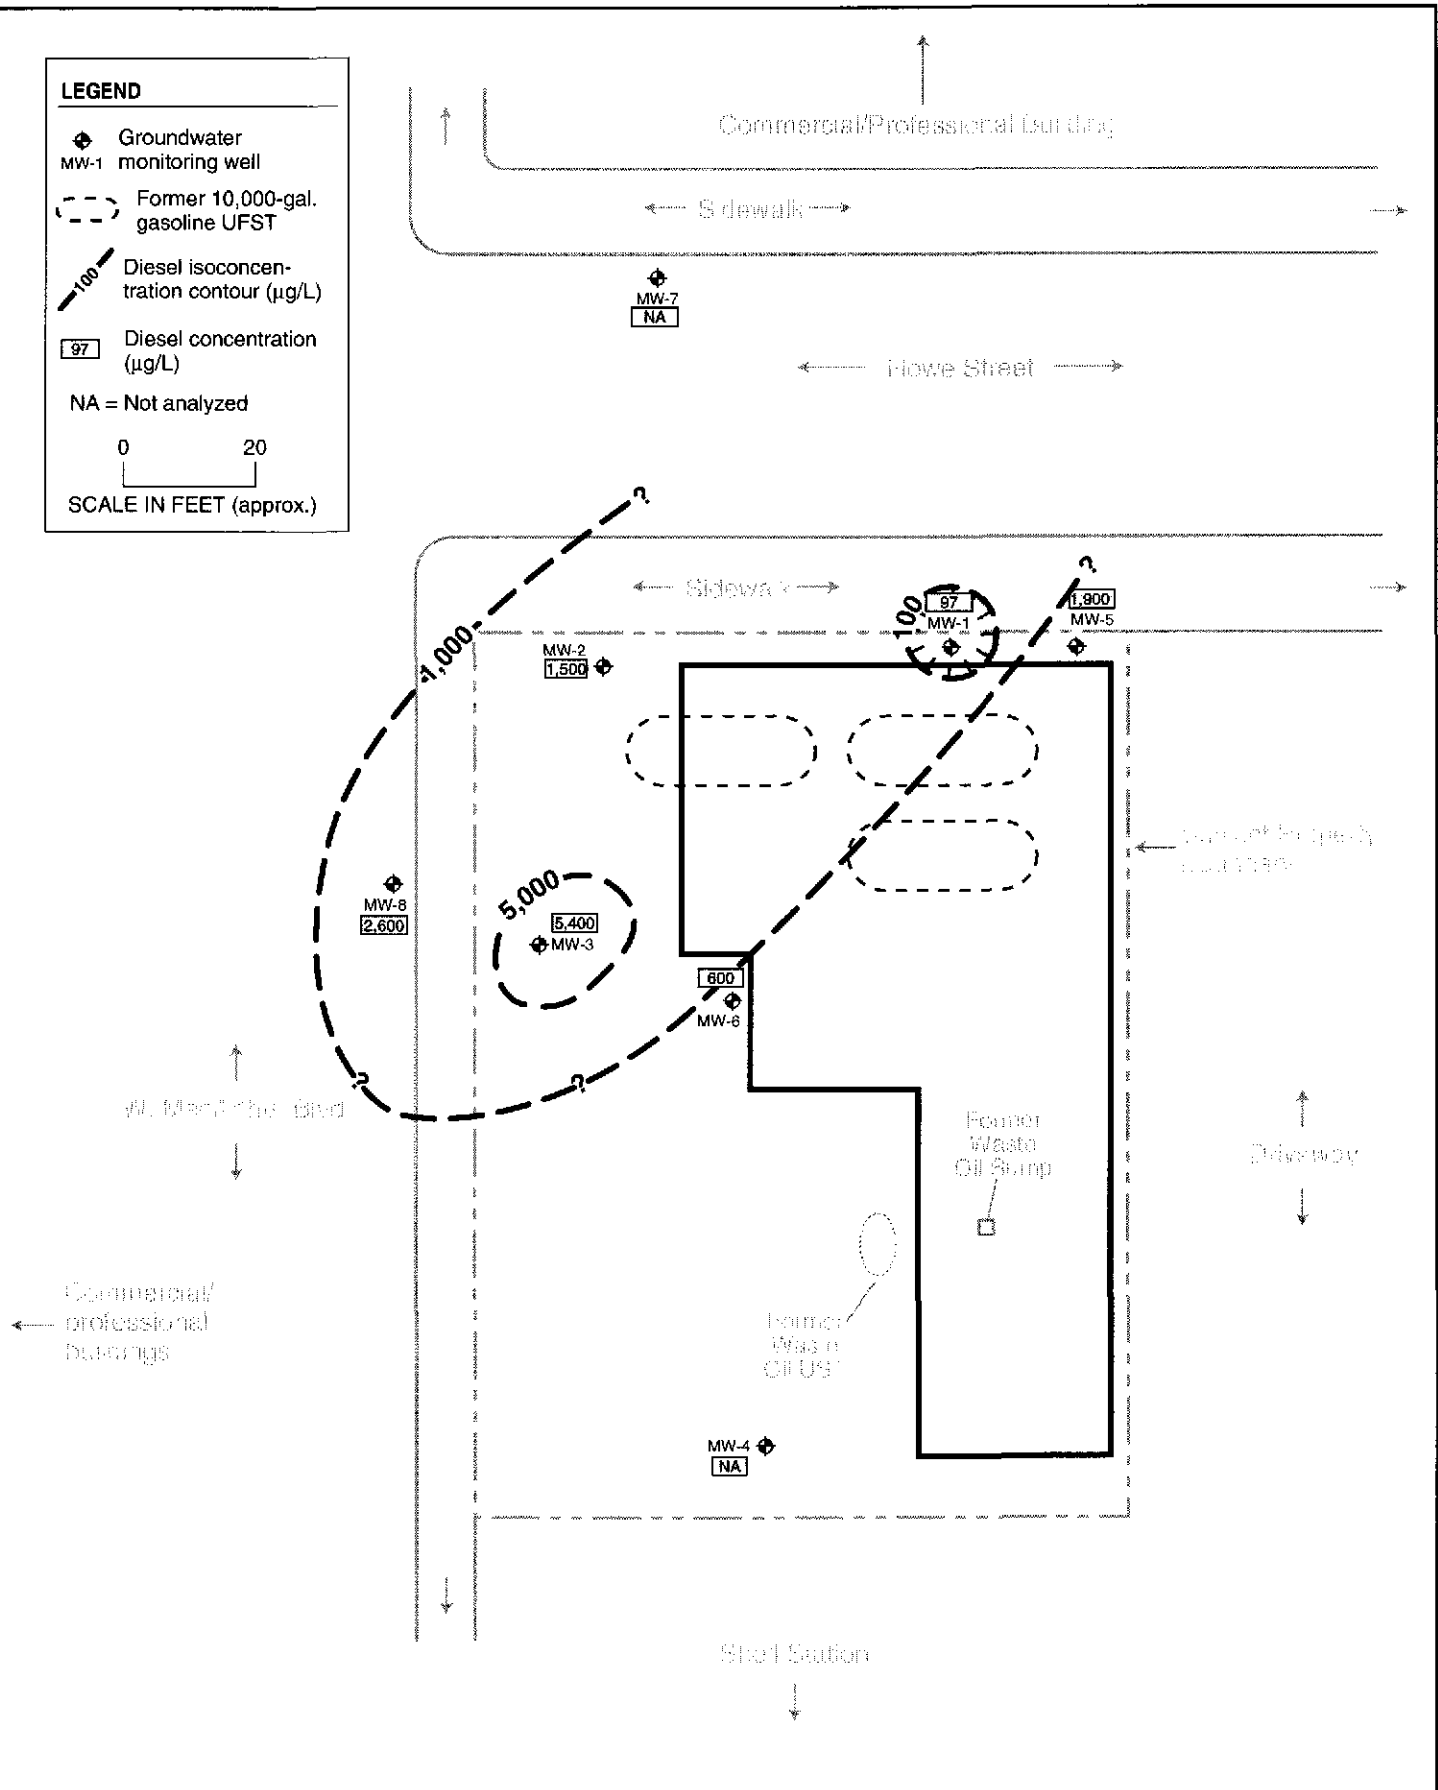 LEGEND
MW-1
Groundwater
monitoring well
Former 10,000-gal.
gasoline UFST
100
Diesel isoconcen-
tration contour (µg/L)
97
Diesel concentration
(µg/L)
NA = Not analyzed
0 20
SCALE IN FEET (approx.)
Commercial/Professional Building
Sidewalk
MW-7
NA
Howe Street
?
?
Sidewalk
100
97
MW-1
1,900
MW-5
1,000
MW-2
1,500
MW-8
2,600
5,000
5,400
MW-3
600
MW-6
?
?
W. Blvd
Former
Waste
Oil Sump
Driveway
Commercial/
professional
buildings
Former
Waste
Oil UST
MW-4
NA
Shell Station